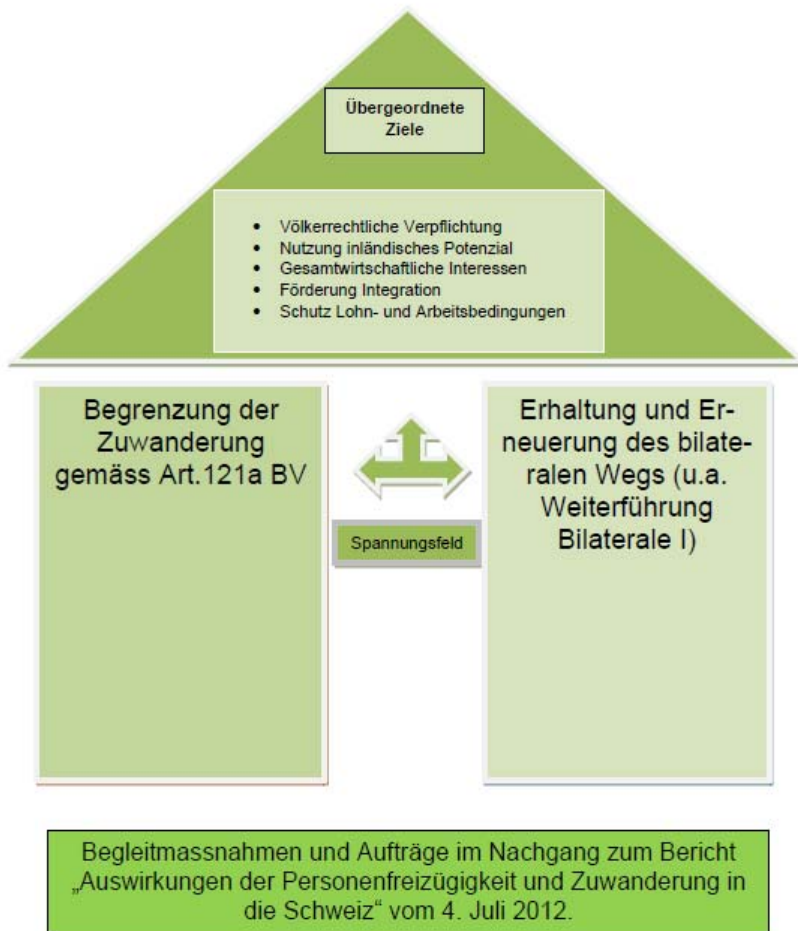 Übergeordnete
Ziele
• Völkerrechtliche Verpflichtung
• Nutzung inländisches Potenzial
• Gesamtwirtschaftliche Interessen
• Förderung Integration
• Schutz Lohn- und Arbeitsbedingungen
Begrenzung der
Zuwanderung
gemäss Art.121a BV
Spannungsfeld
Erhaltung und Er-
neuerung des bilate-
ralen Wegs (u.a.
Weiterführung
Bilaterale I)
Begleitmassnahmen und Aufträge im Nachgang zum Bericht
„Auswirkungen der Personenfreizügigkeit und Zuwanderung in
die Schweiz“ vom 4. Juli 2012.